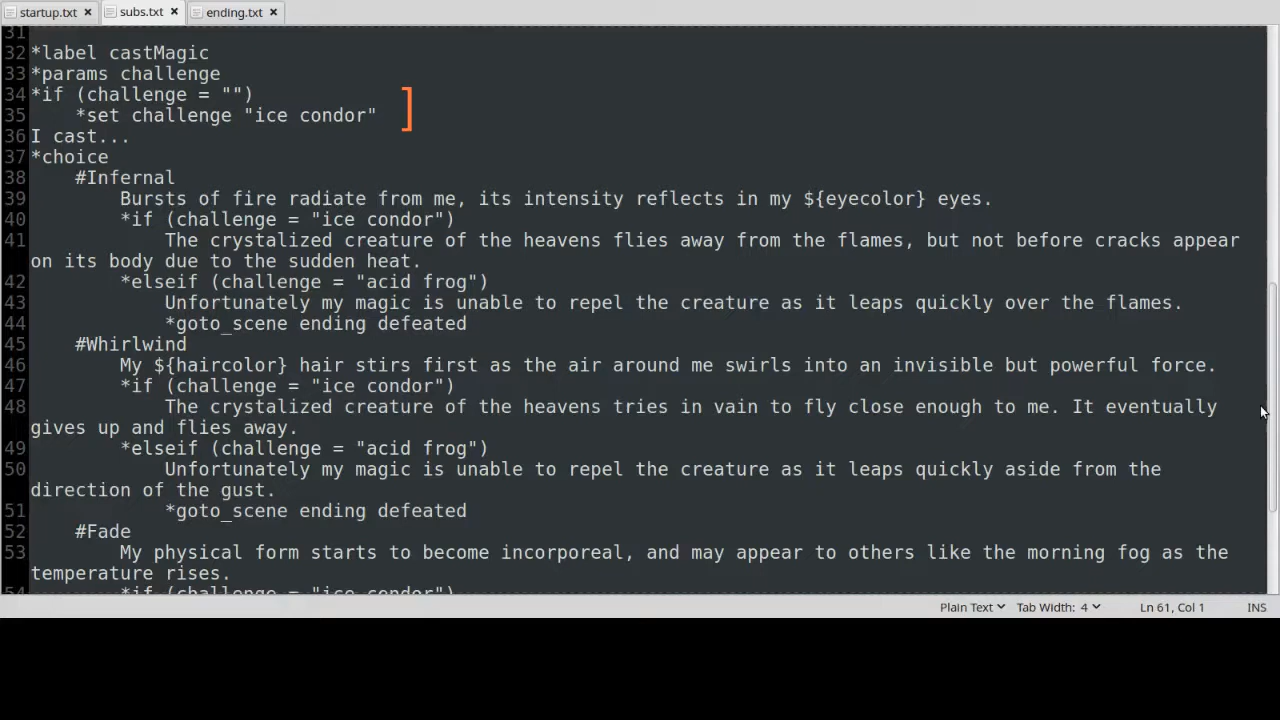 startup.txt × subs.txt × ending.txt ×
31
32 *label castMagic
33 *params challenge
34 *if (challenge = "")
35 *set challenge "ice condor"
36 I cast...
37 *choice
38 #Infernal
39 Bursts of fire radiate from me, its intensity reflects in my ${eyecolor} eyes.
40 *if (challenge = "ice condor")
41 The crystalized creature of the heavens flies away from the flames, but not before cracks appear
on its body due to the sudden heat.
42 *elseif (challenge = "acid frog")
43 Unfortunately my magic is unable to repel the creature as it leaps quickly over the flames.
44 *goto_scene ending defeated
45 #Whirlwind
46 My ${haircolor} hair stirs first as the air around me swirls into an invisible but powerful force.
47 *if (challenge = "ice condor")
48 The crystalized creature of the heavens tries in vain to fly close enough to me. It eventually
gives up and flies away.
49 *elseif (challenge = "acid frog")
50 Unfortunately my magic is unable to repel the creature as it leaps quickly aside from the
direction of the gust.
51 *goto_scene ending defeated
52 #Fade
53 My physical form starts to become incorporeal, and may appear to others like the morning fog as the
temperature rises.
54 *if (challenge = "ice condor")
Plain Text Tab Width: 4 Ln 61, Col 1 INS